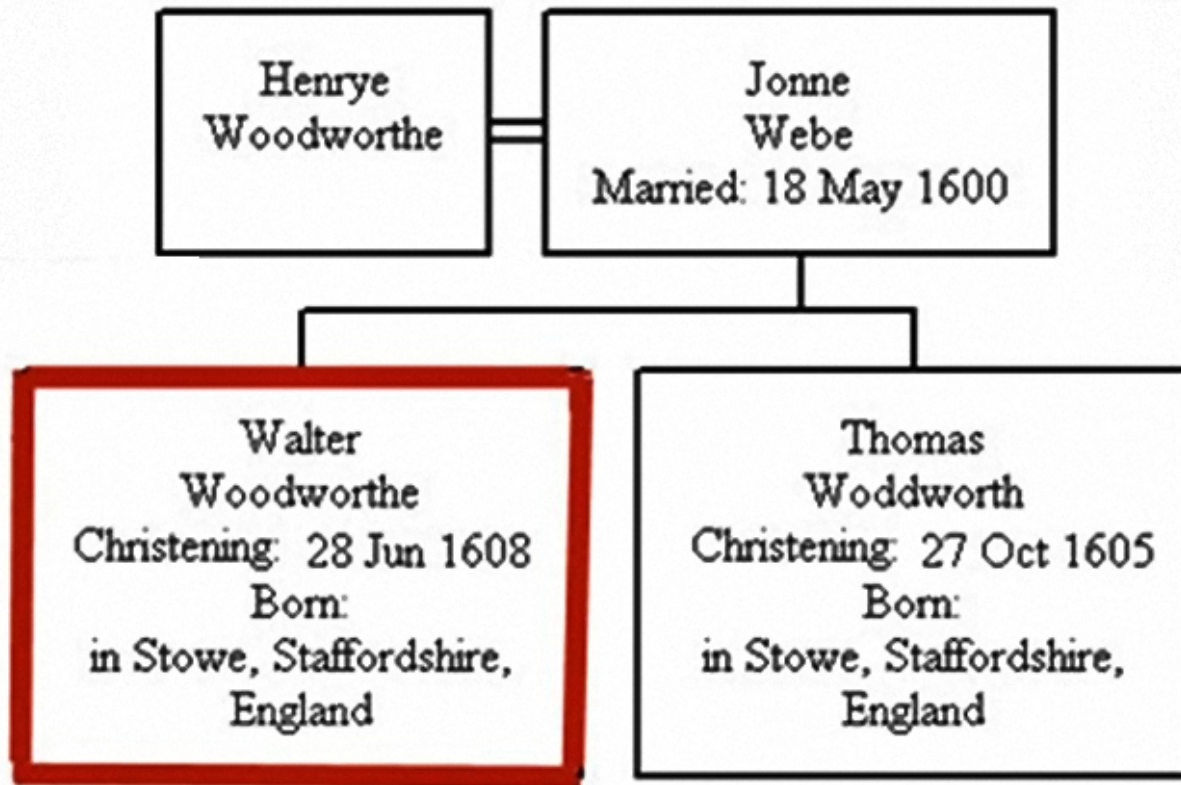 Henrye
Woodworthe
Jonne
Webe
Married: 18 May 1600
Walter
Woodworthe
Christening: 28 Jun 1608
Born:
in Stowe, Staffordshire,
England
Thomas
Woddworth
Christening: 27 Oct 1605
Born:
in Stowe, Staffordshire,
England